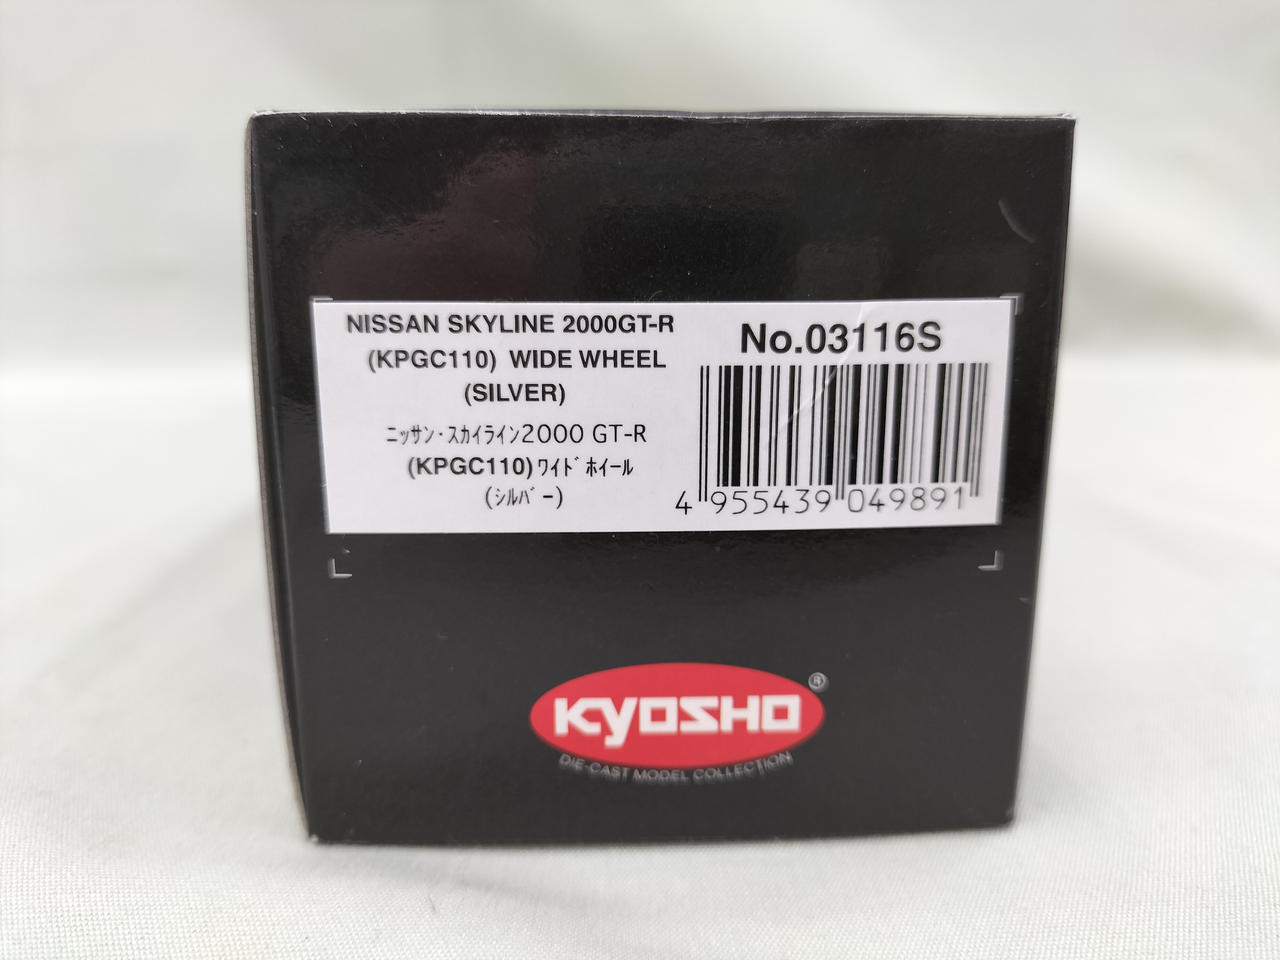 NISSAN SKYLINE 2000GT-R
(KPGC110) WIDE WHEEL
(SILVER)
ニッサン・スカイライン2000 GT-R
(KPGC110)ワイドホイール
(シルバー)
No.03116S
4 955439 049891
KYOSHO ®
DIE-CAST MODEL COLLECTION